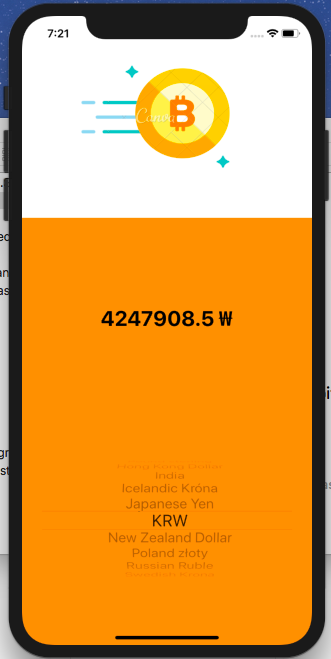 7:21
Canva
4247908.5 ₩
Hong Kong Dollar
India
Icelandic Króna
Japanese Yen
KRW
New Zealand Dollar
Poland złoty
Russian Ruble